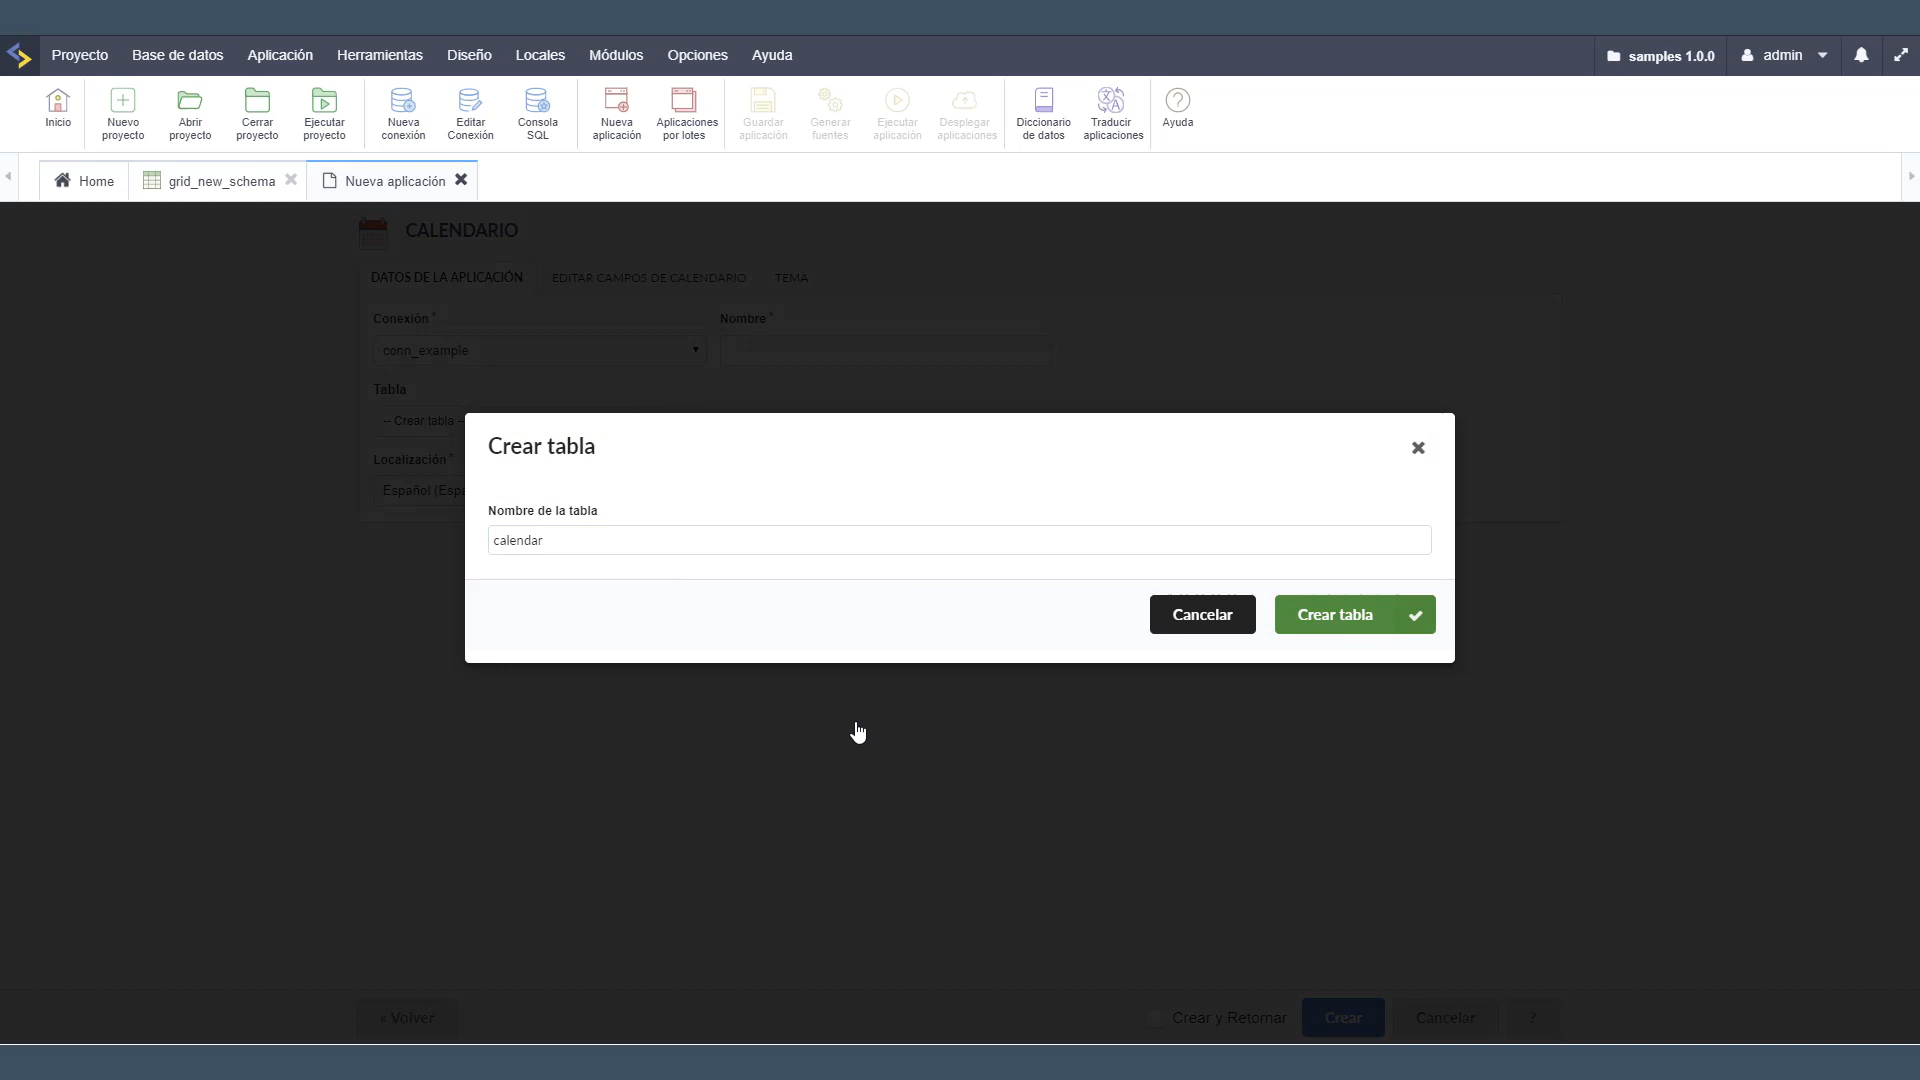 Proyecto Base de datos Aplicación Herramientas Diseño Locales Módulos Opciones Ayuda samples 1.0.0 admin
Inicio
Nuevo proyecto
Abrir proyecto
Cerrar proyecto
Ejecutar proyecto
Nueva conexión
Editar Conexión
Consola SQL
Nueva aplicación
Aplicaciones por lotes
Guardar aplicación
Generar fuentes
Ejecutar aplicación
Desplegar aplicaciones
Diccionario de datos
Traducir aplicaciones
Ayuda
Home grid_new_schema Nueva aplicación
CALENDARIO
DATOS DE LA APLICACIÓN EDITAR CAMPOS DE CALENDARIO TEMA
Conexión * Nombre *
conn_example
Tabla
-- Crear tabla --
Localización *
Español (Espa
Crear tabla
Nombre de la tabla
calendar
Cancelar Crear tabla
« Volver Crear y Retornar Crear Cancelar ?